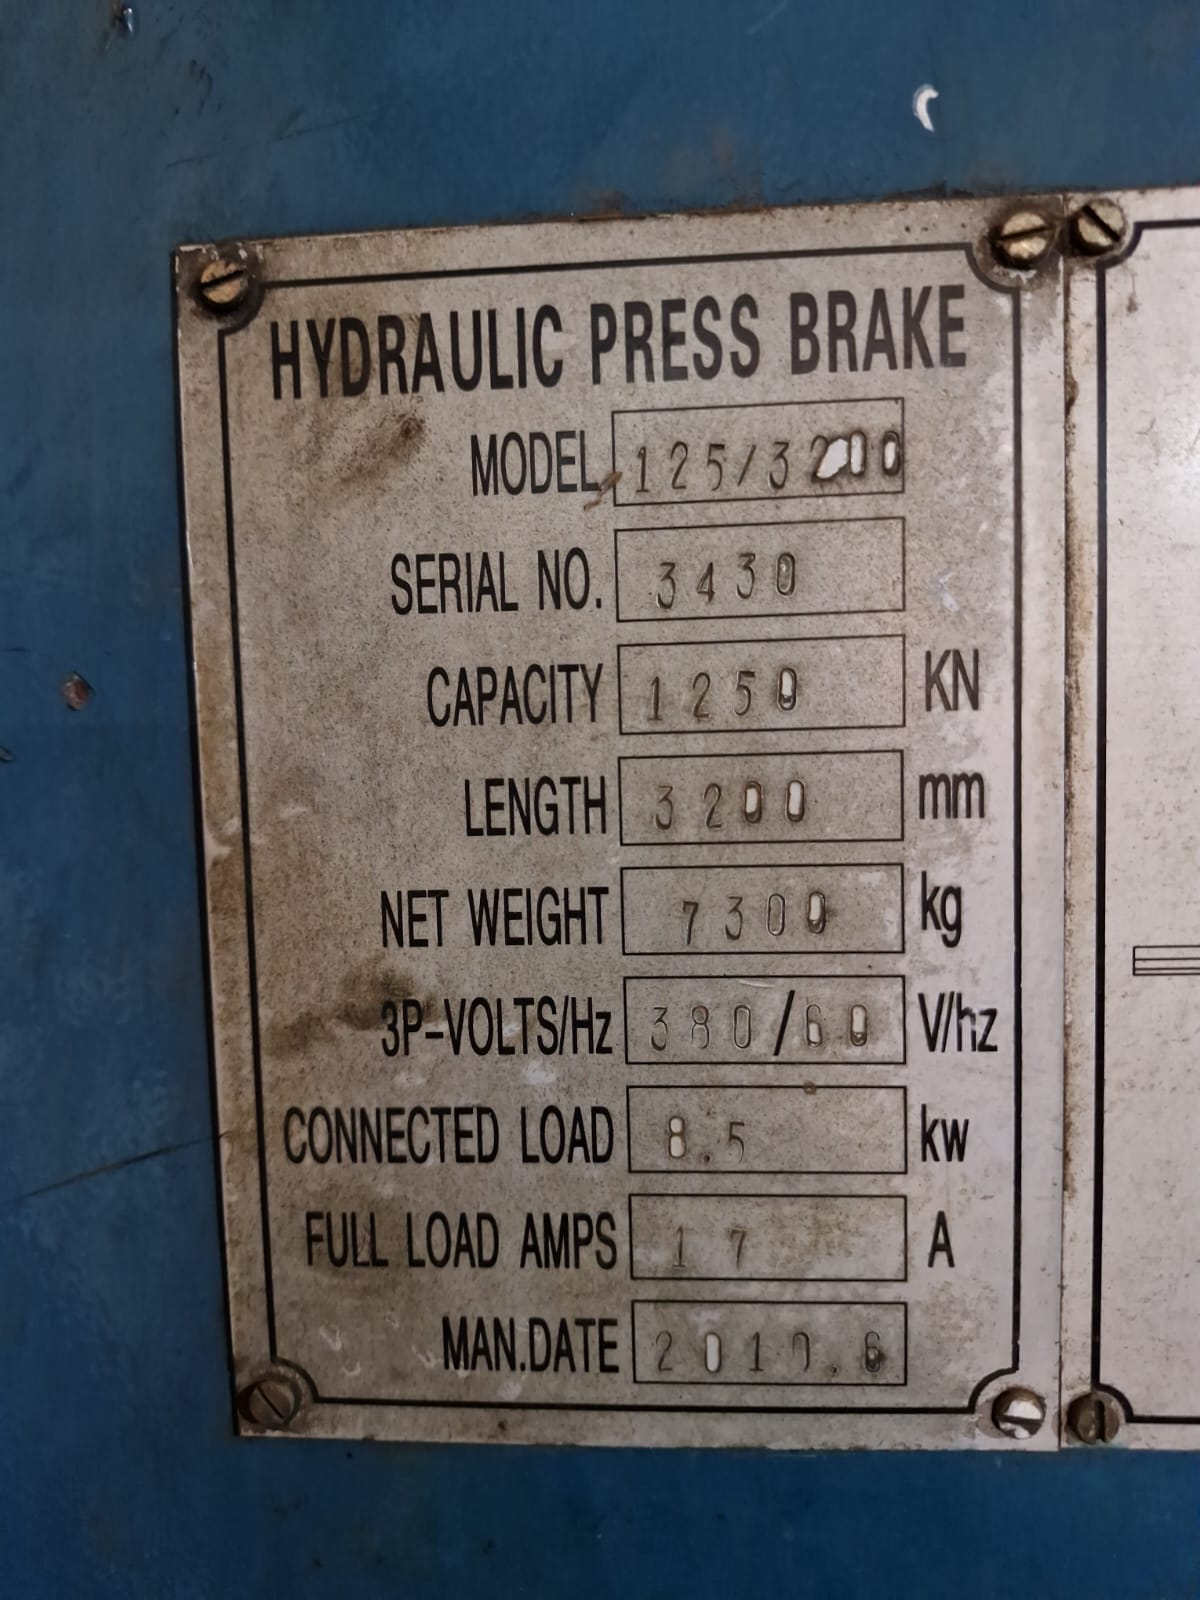 HYDRAULIC PRESS BRAKE
MODEL 125/3200
SERIAL NO. 3430
CAPACITY 1250 KN
LENGTH 3200 mm
NET WEIGHT 7300 kg
3P-VOLTS/Hz 380/60 V/hz
CONNECTED LOAD 8.5 kw
FULL LOAD AMPS 17 A
MAN.DATE 2010.6